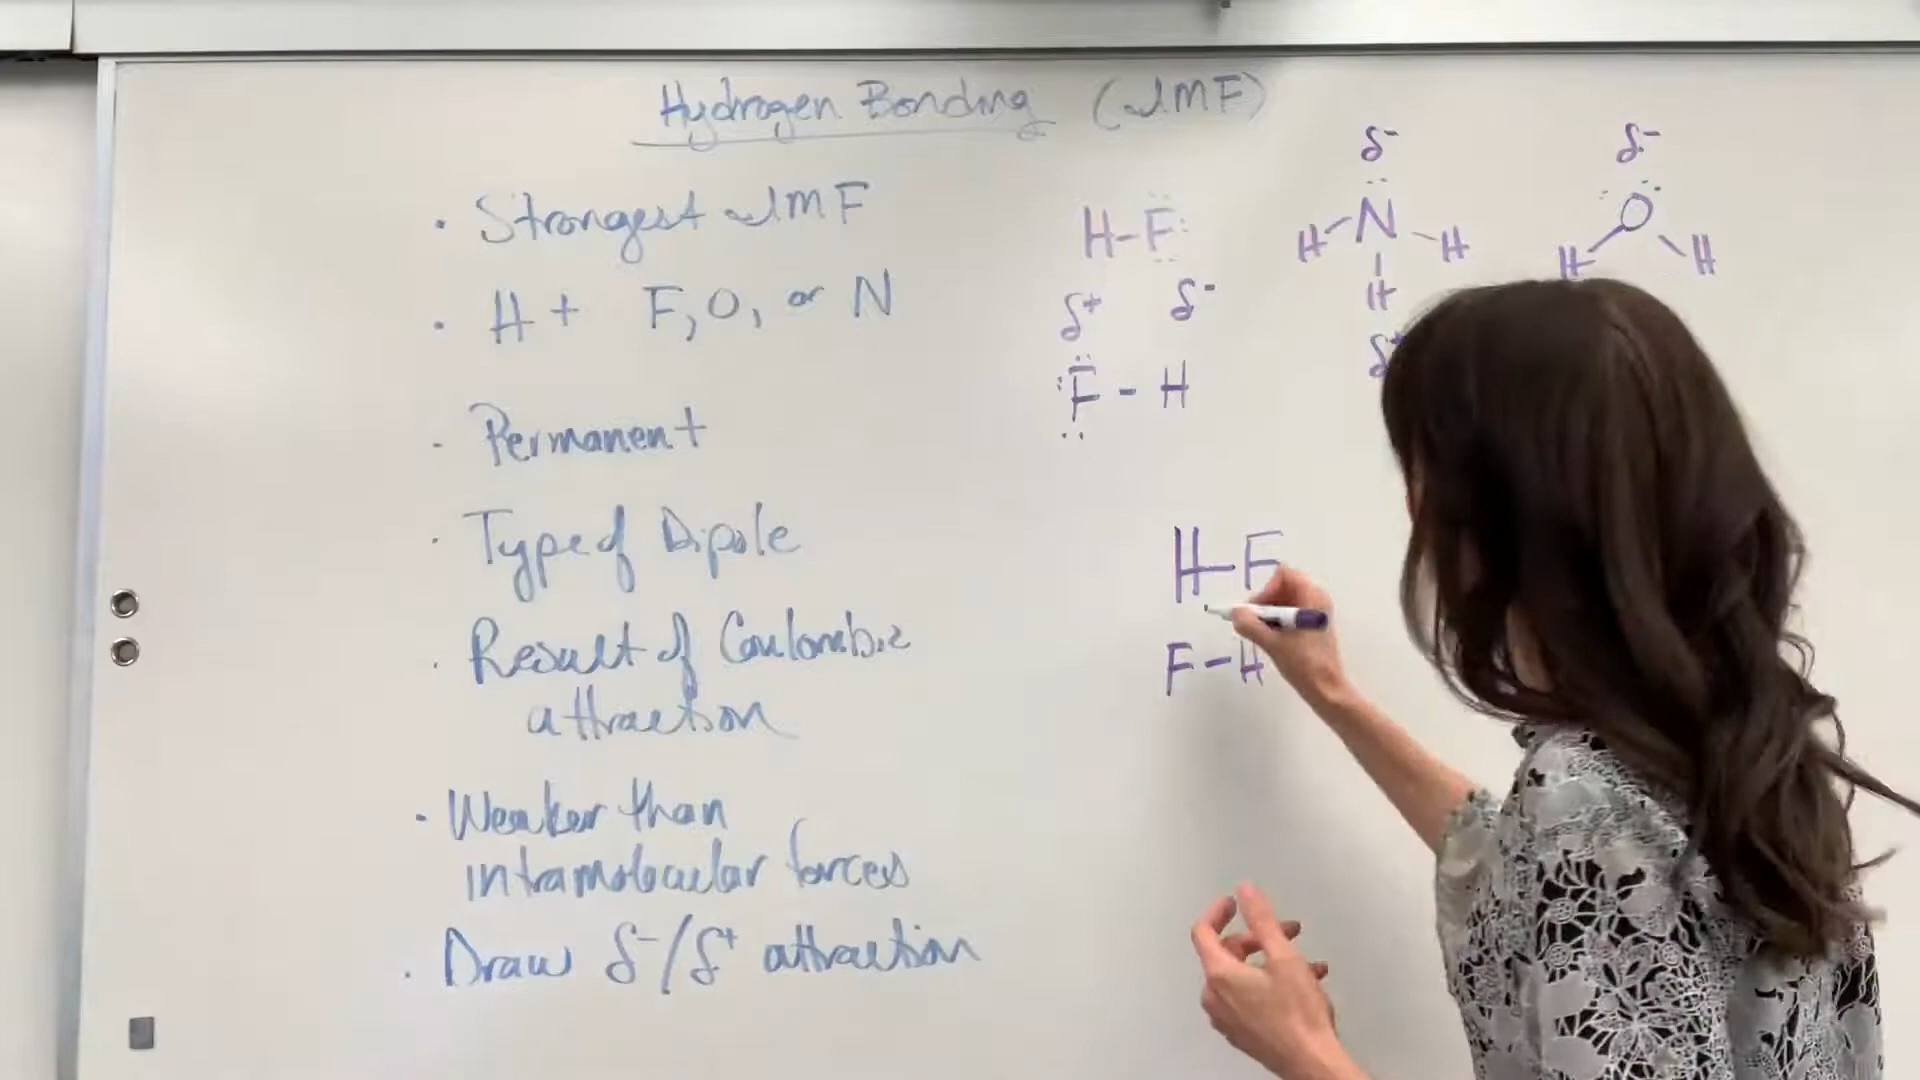 Hydrogen Bonding (IMF)
· Strongest IMF
· H + F, O, or N
- Permanent
· Type of Dipole
· Result of Coulombic
attraction
· Weaker than
intramolecular forces
· Draw δ⁻/δ⁺ attraction
H-F
δ⁺ δ⁻
F - H
δ⁻
H-N-H
H
δ⁺
δ⁻
O
H H
H-F
F-H